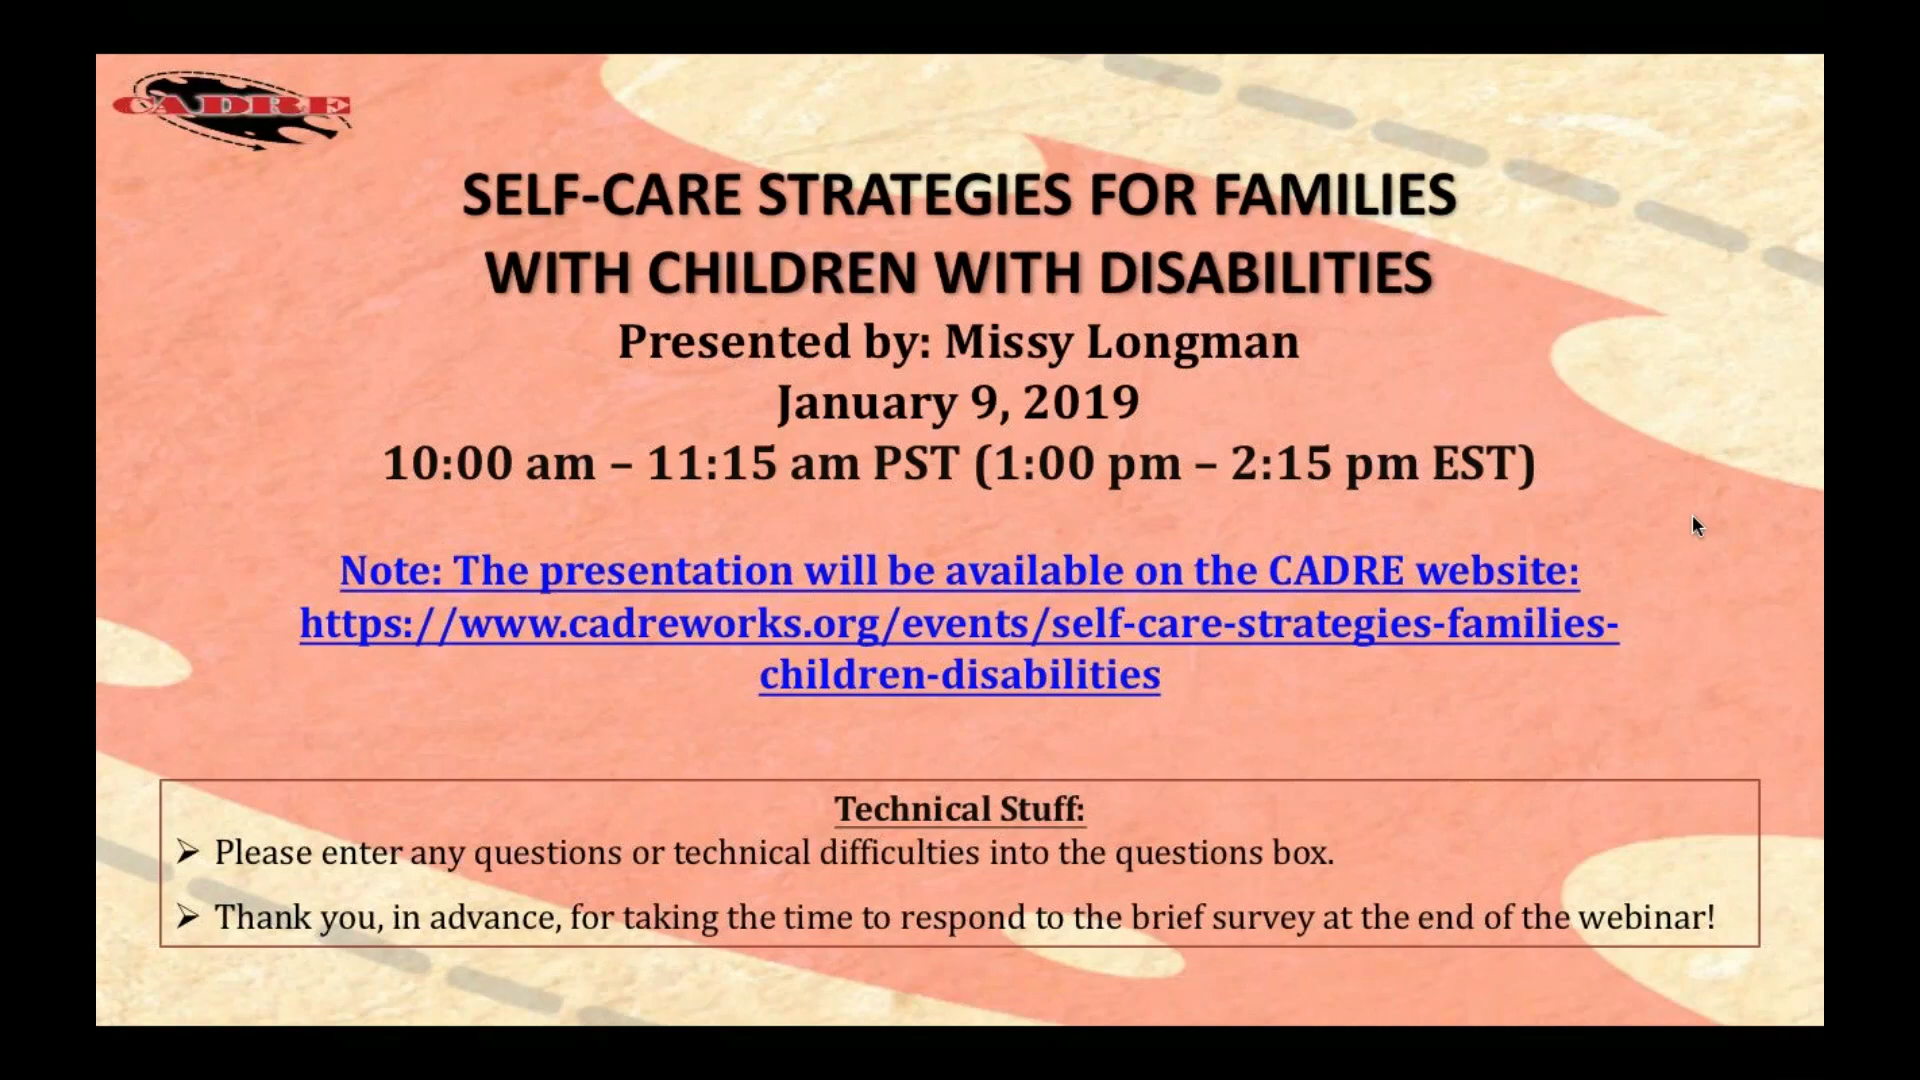 CADRE
SELF-CARE STRATEGIES FOR FAMILIES
WITH CHILDREN WITH DISABILITIES
Presented by: Missy Longman
January 9, 2019
10:00 am – 11:15 am PST (1:00 pm – 2:15 pm EST)
Note: The presentation will be available on the CADRE website:
https://www.cadreworks.org/events/self-care-strategies-families-
children-disabilities
Technical Stuff:
➢ Please enter any questions or technical difficulties into the questions box.
➢ Thank you, in advance, for taking the time to respond to the brief survey at the end of the webinar!